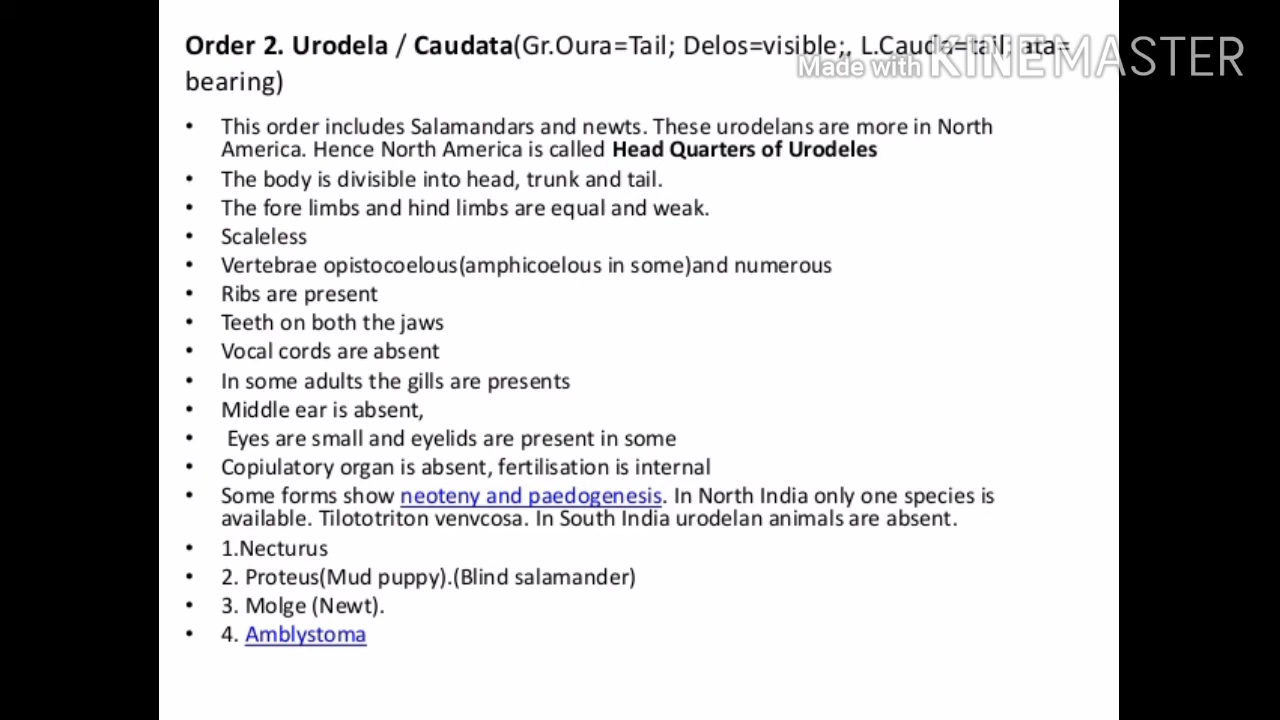 Order 2. Urodela / Caudata(Gr.Oura=Tail; Delos=visible;, L.Cauda=tail; ata=
bearing)
Made with KINEMASTER
• This order includes Salamandars and newts. These urodelans are more in North
America. Hence North America is called Head Quarters of Urodeles
• The body is divisible into head, trunk and tail.
• The fore limbs and hind limbs are equal and weak.
• Scaleless
• Vertebrae opistocoelous(amphicoelous in some)and numerous
• Ribs are present
• Teeth on both the jaws
• Vocal cords are absent
• In some adults the gills are presents
• Middle ear is absent,
• Eyes are small and eyelids are present in some
• Copiulatory organ is absent, fertilisation is internal
• Some forms show neoteny and paedogenesis. In North India only one species is
available. Tilototriton venvcosa. In South India urodelan animals are absent.
• 1.Necturus
• 2. Proteus(Mud puppy).(Blind salamander)
• 3. Molge (Newt).
• 4. Amblystoma